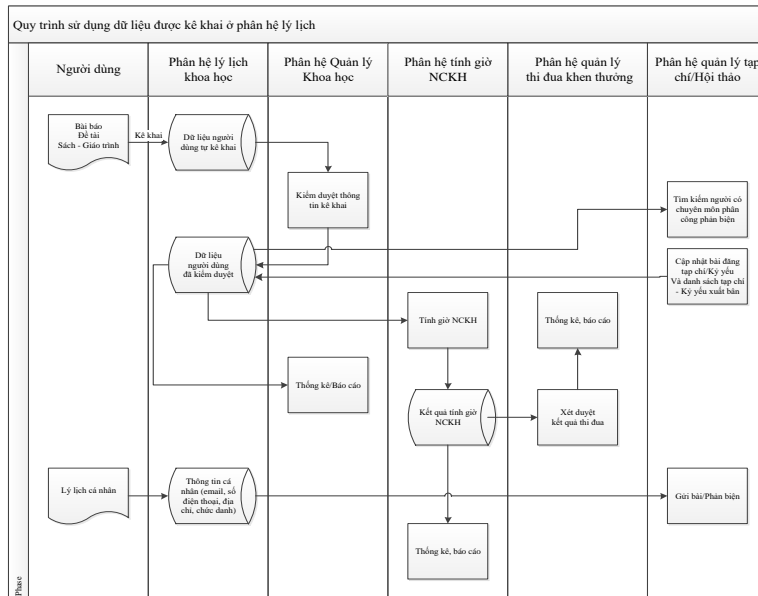 Quy trình sử dụng dữ liệu được kê khai ở phân hệ lý lịch
Người dùng
Phân hệ lý lịch
khoa học
Phân hệ Quản lý
Khoa học
Phân hệ tính giờ
NCKH
Phân hệ quản lý
thi đua khen thưởng
Phân hệ quản lý tạp
chí/Hội thảo
Bài báo
Đề tài
Sách - Giáo trình
Kê khai
Dữ liệu người
dùng tự kê khai
Kiểm duyệt thông
tin kê khai
Tìm kiếm người có
chuyên môn phân
công phản biện
Dữ liệu
người dùng
đã kiểm duyệt
Cập nhật bài đăng
tạp chí/Kỷ yếu
Và danh sách tạp chí
- Kỷ yếu xuất bản
Tính giờ NCKH
Thống kê, báo cáo
Thống kê/Báo cáo
Kết quả tính giờ
NCKH
Xét duyệt
kết quả thi đua
Lý lịch cá nhân
Thông tin cá
nhân (email, số
điện thoại, địa
chỉ, chức danh)
Gửi bài/Phản biện
Thống kê, báo cáo
Phase